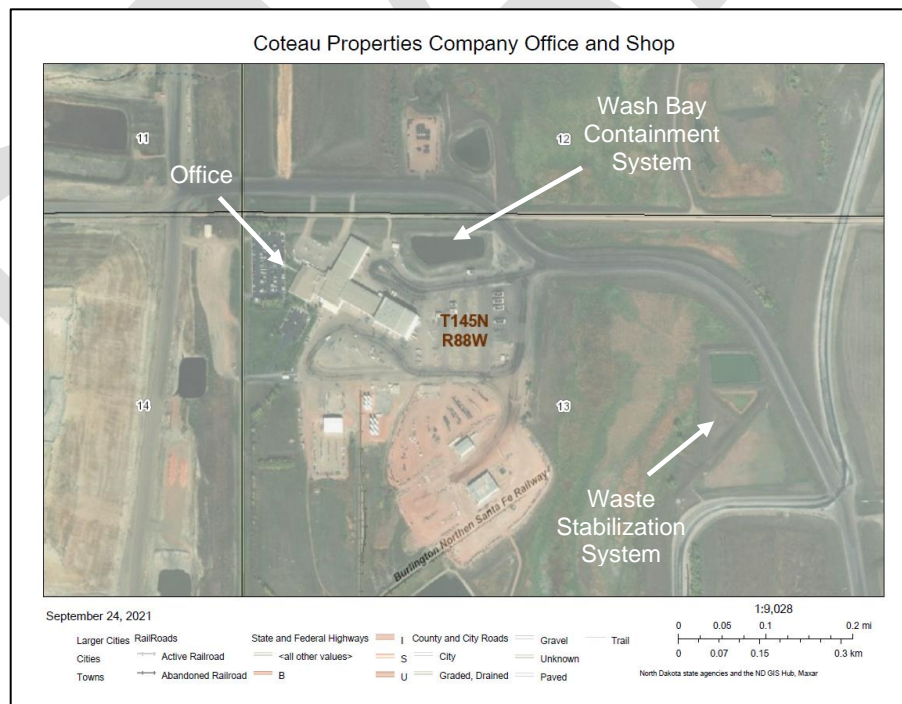 Coteau Properties Company Office and Shop
11
12
Wash Bay
Containment
System
Office
T145N
R88W
14
13
Waste
Stabilization
System
Burlington Northen Santa Fe Railway
September 24, 2021
1:9,028
0 0.05 0.1 0.2 mi
0 0.07 0.15 0.3 km
Larger Cities RailRoads State and Federal Highways I County and City Roads Gravel Trail
Cities Active Railroad <all other values> S City Unknown
Towns Abandoned Railroad B U Graded, Drained Paved
North Dakota state agencies and the ND GIS Hub, Maxar